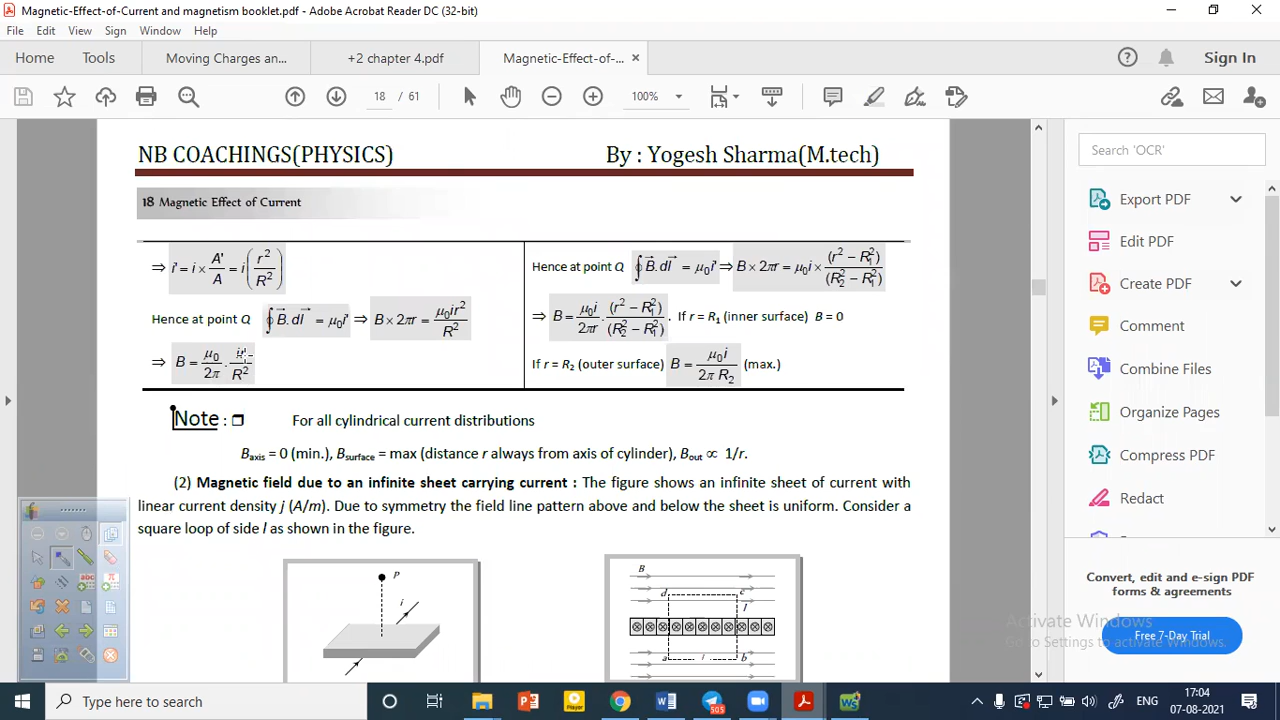 Magnetic-Effect-of-Current and magnetism booklet.pdf - Adobe Acrobat Reader DC (32-bit)
File Edit View Sign Window Help
Home Tools Moving Charges an... +2 chapter 4.pdf Magnetic-Effect-of-... × Sign In
18 / 61 100%
NB COACHINGS(PHYSICS) By : Yogesh Sharma(M.tech)
18 Magnetic Effect of Current
⇒ i' = i × A'/A = i(r²/R²)
Hence at point Q ∮B.dl = μ₀i' ⇒ B × 2πr = μ₀ir²/R²
⇒ B = μ₀/2π . ir/R²
Hence at point Q ∮B.dl = μ₀i' ⇒ B × 2πr = μ₀i × (r² – R₁²)/(R₂² – R₁²)
⇒ B = μ₀i/2πr . (r² – R₁²)/(R₂² – R₁²). If r = R₁ (inner surface) B = 0
If r = R₂ (outer surface) B = μ₀i/2π R₂ (max.)
Note : ❒ For all cylindrical current distributions
Baxis = 0 (min.), Bsurface = max (distance r always from axis of cylinder), Bout ∝ 1/r.
(2) Magnetic field due to an infinite sheet carrying current : The figure shows an infinite sheet of current with
linear current density j (A/m). Due to symmetry the field line pattern above and below the sheet is uniform. Consider a
square loop of side l as shown in the figure.
P
i
B
d c
l
a l b
Search 'OCR'
Export PDF
Edit PDF
Create PDF
Comment
Combine Files
Organize Pages
Compress PDF
Redact
Convert, edit and e-sign PDF
forms & agreements
Free 7-Day Trial
Activate Windows
Go to Settings to activate Windows.
Type here to search
ENG
17:04
07-08-2021